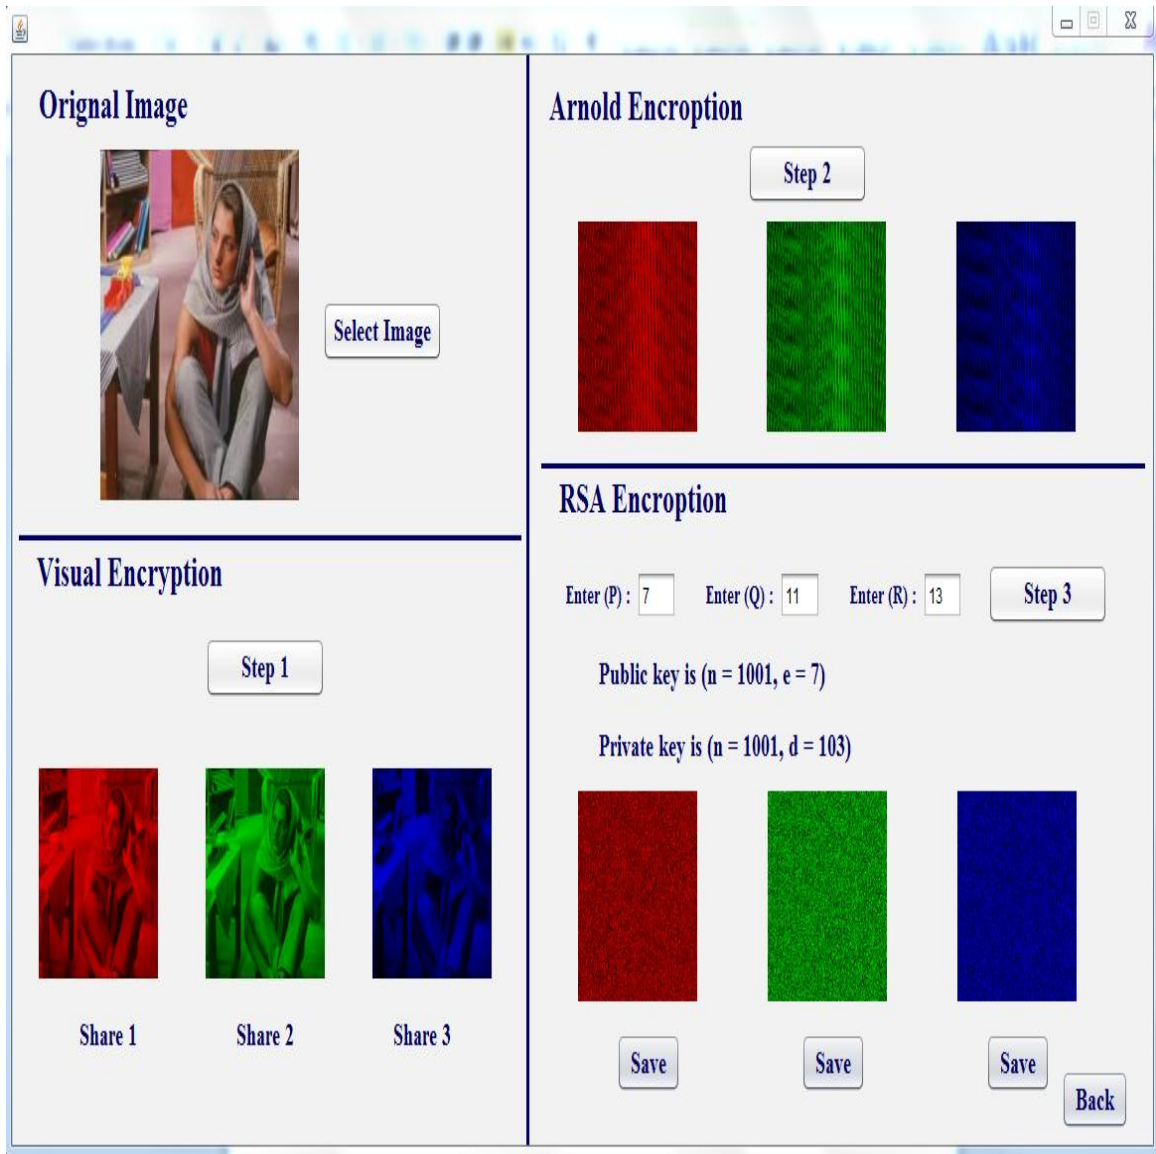 Orignal Image
Select Image
Visual Encryption
Step 1
Share 1 Share 2 Share 3
Arnold Encroption
Step 2
RSA Encroption
Enter (P) : 7 Enter (Q) : 11 Enter (R) : 13 Step 3
Public key is (n = 1001, e = 7)
Private key is (n = 1001, d = 103)
Save Save Save
Back